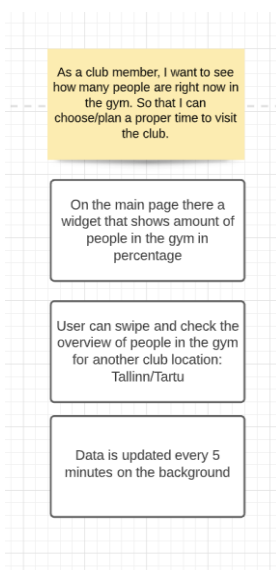 As a club member, I want to see
how many people are right now in
the gym. So that I can
choose/plan a proper time to visit
the club.
On the main page there a
widget that shows amount of
people in the gym in
percentage
User can swipe and check the
overview of people in the gym
for another club location:
Tallinn/Tartu
Data is updated every 5
minutes on the background